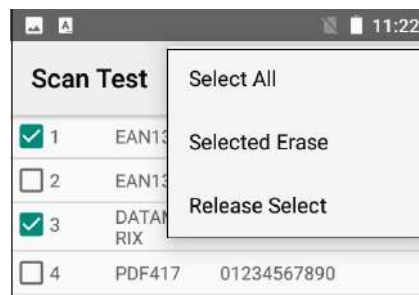 11:22
Scan Test
Select All
Selected Erase
Release Select
1 EAN13
2 EAN13
3
RIX
4 PDF417 01234567890